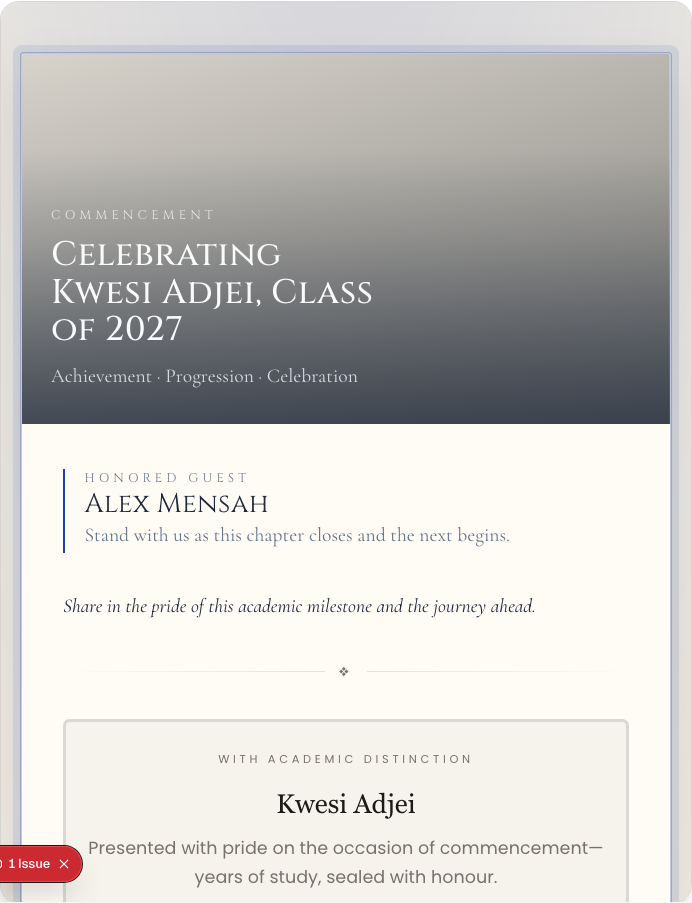 COMMENCEMENT
Celebrating
Kwesi Adjei, Class
of 2027
Achievement · Progression · Celebration
HONORED GUEST
Alex Mensah
Stand with us as this chapter closes and the next begins.
Share in the pride of this academic milestone and the journey ahead.
WITH ACADEMIC DISTINCTION
Kwesi Adjei
Presented with pride on the occasion of commencement—
years of study, sealed with honour.
1 Issue